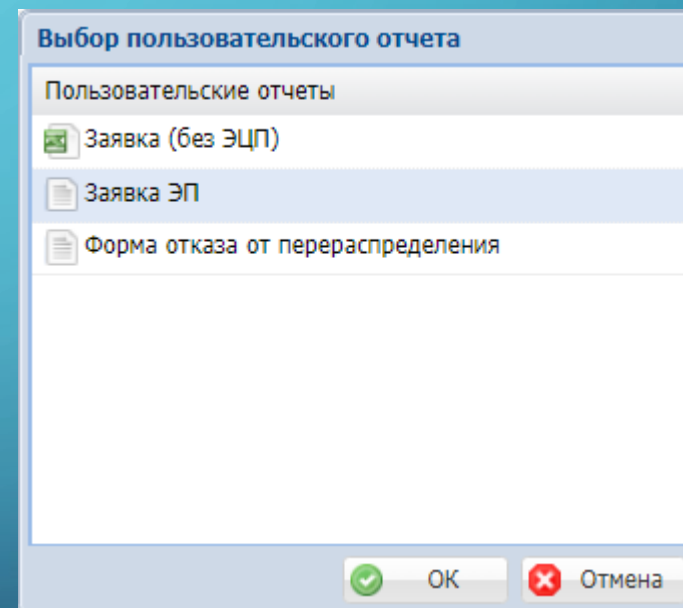 Выбор пользовательского отчета
Пользовательские отчеты
Заявка (без ЭЦП)
Заявка ЭП
Форма отказа от перераспределения
ОК
Отмена